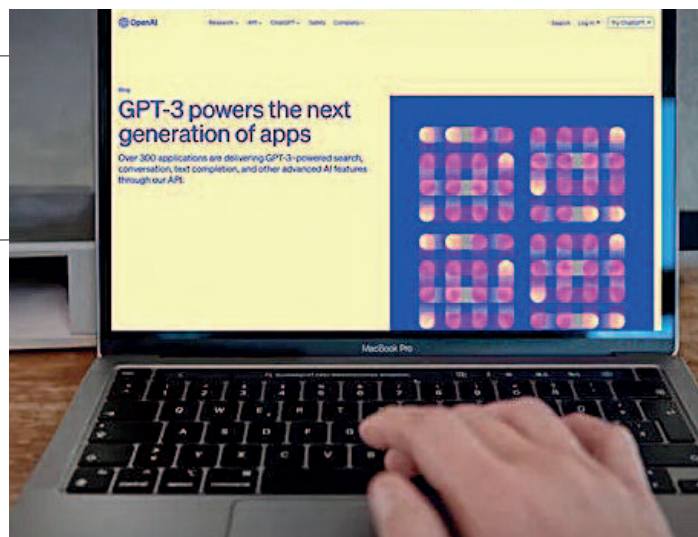 OpenAI
Research API ChatGPT Safety Company
Search Log in Try ChatGPT
Blog
GPT-3 powers the next
generation of apps
Over 300 applications are delivering GPT-3–powered search,
conversation, text completion, and other advanced AI features
through our API.
MacBook Pro
Q W E R T
A S D F G
Y X C V B